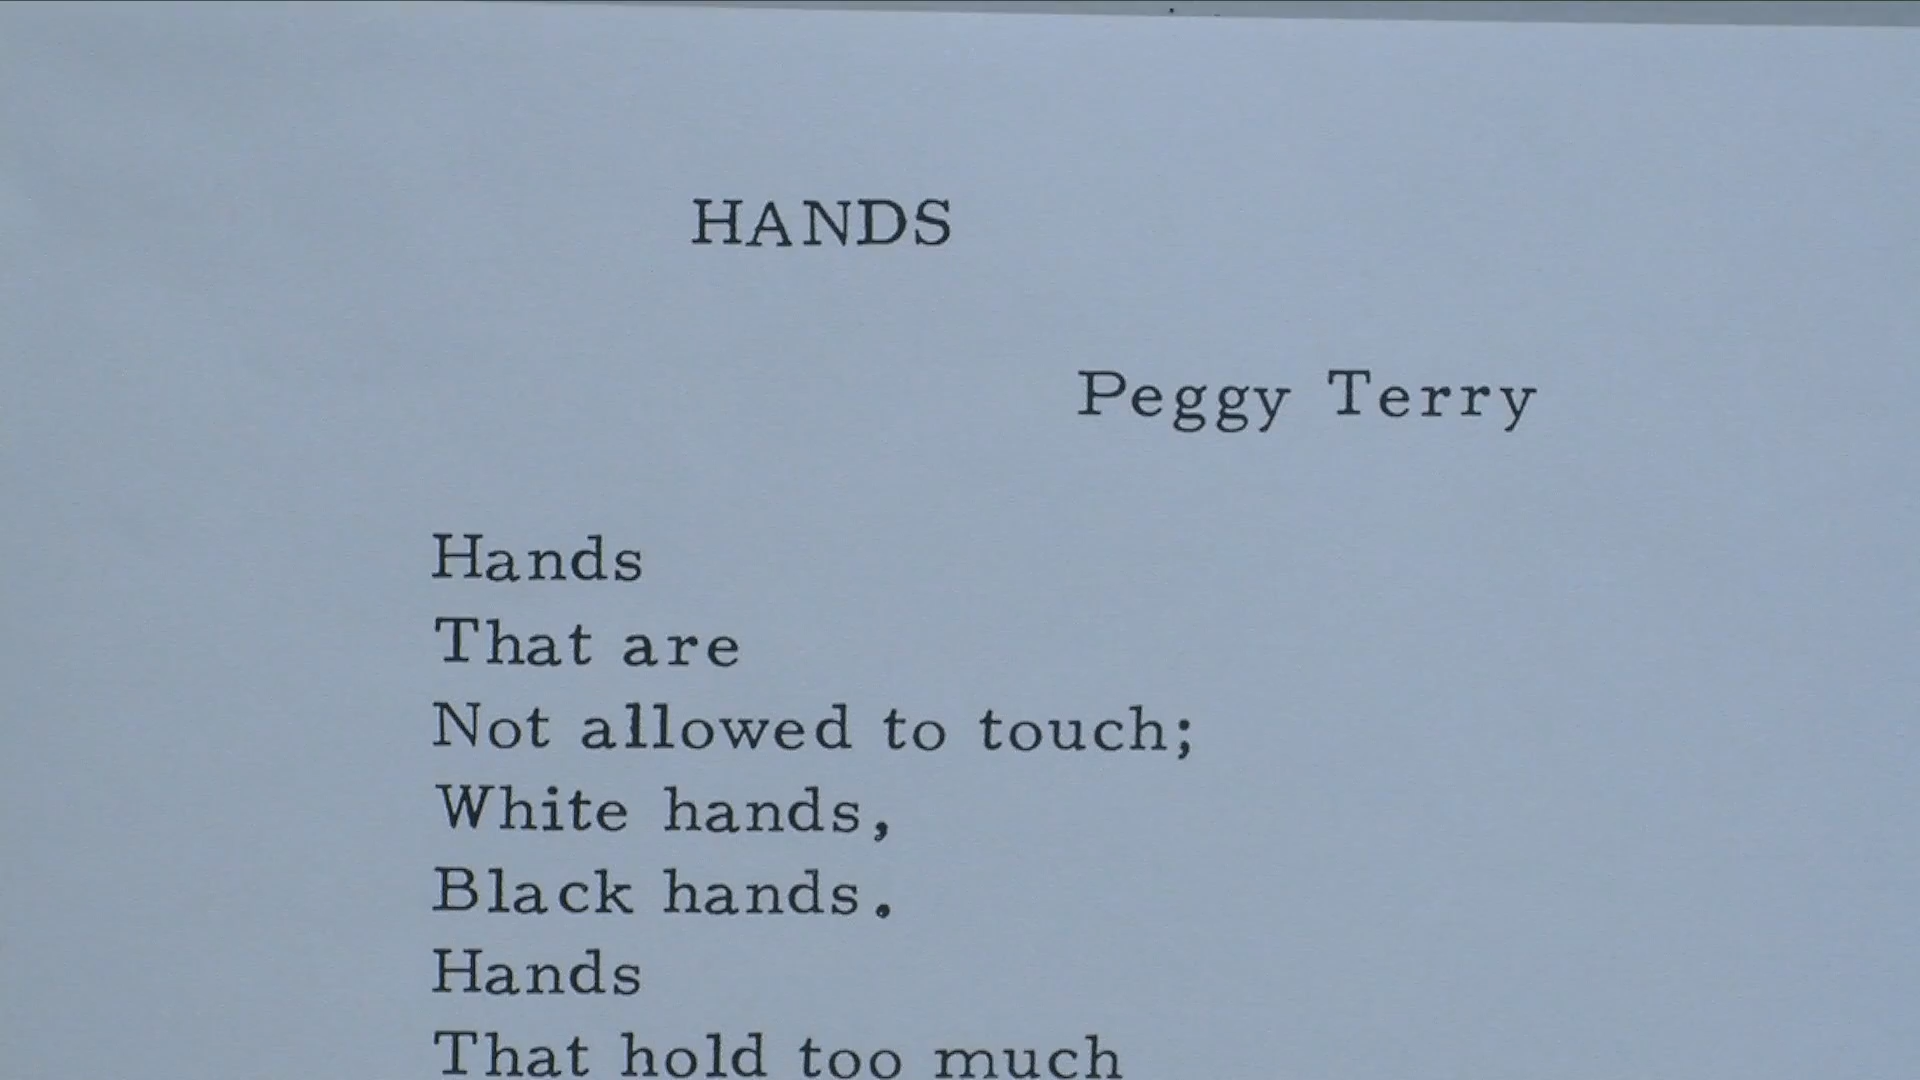 HANDS
Peggy Terry
Hands
That are
Not allowed to touch;
White hands,
Black hands.
Hands
That hold too much